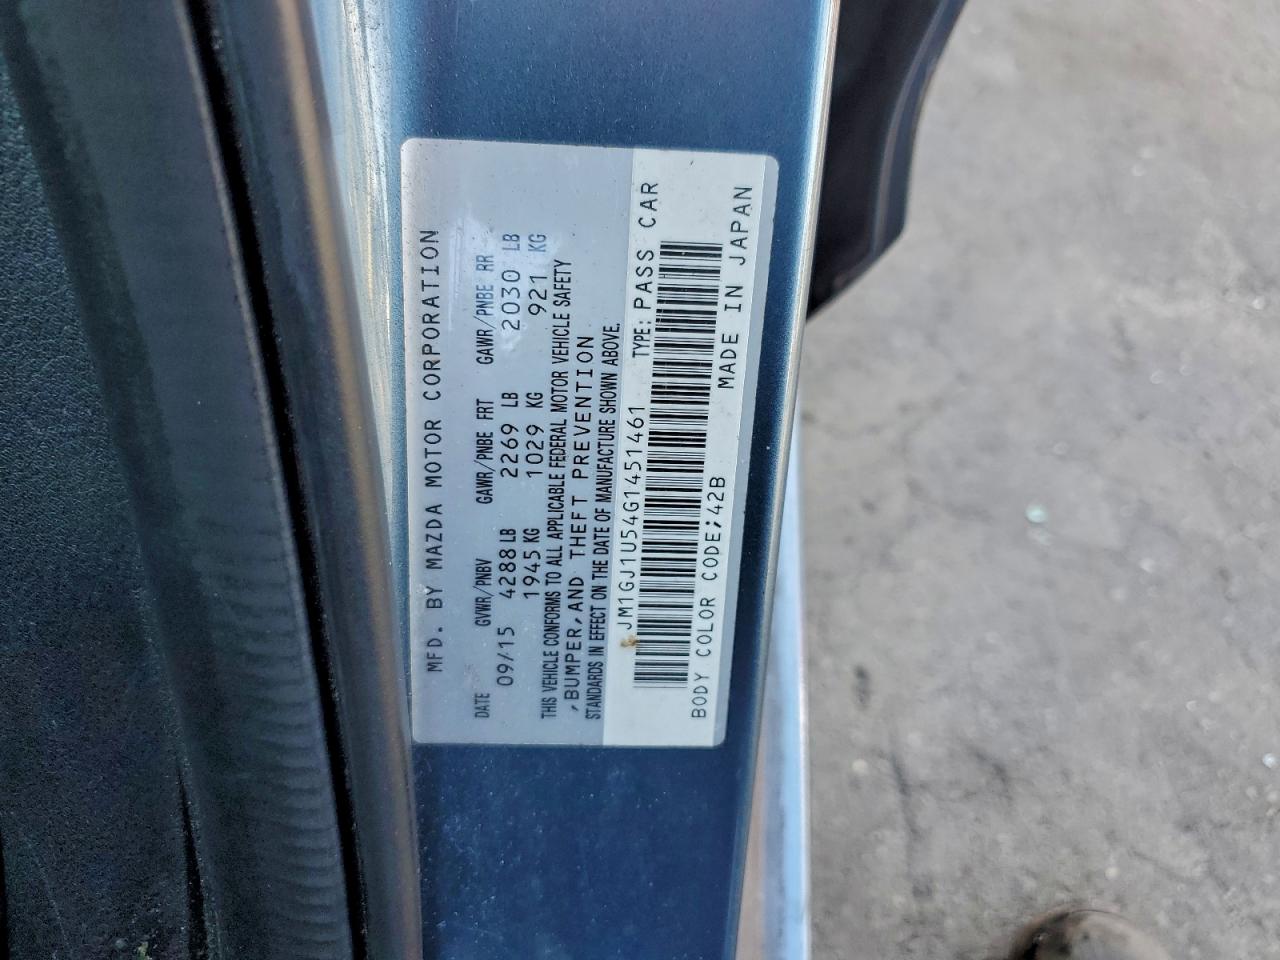 MFD. BY MAZDA MOTOR CORPORATION
DATE GVWR/PNBV GAWR/PNBE FRT GAWR/PNBE RR
09/15 4288 LB 2269 LB 2030 LB
1945 KG 1029 KG 921 KG
THIS VEHICLE CONFORMS TO ALL APPLICABLE FEDERAL MOTOR VEHICLE SAFETY
,BUMPER,AND THEFT PREVENTION
STANDARDS IN EFFECT ON THE DATE OF MANUFACTURE SHOWN ABOVE.
JM1GJ1U54G1451461 TYPE: PASS CAR
BODY COLOR CODE;42B MADE IN JAPAN